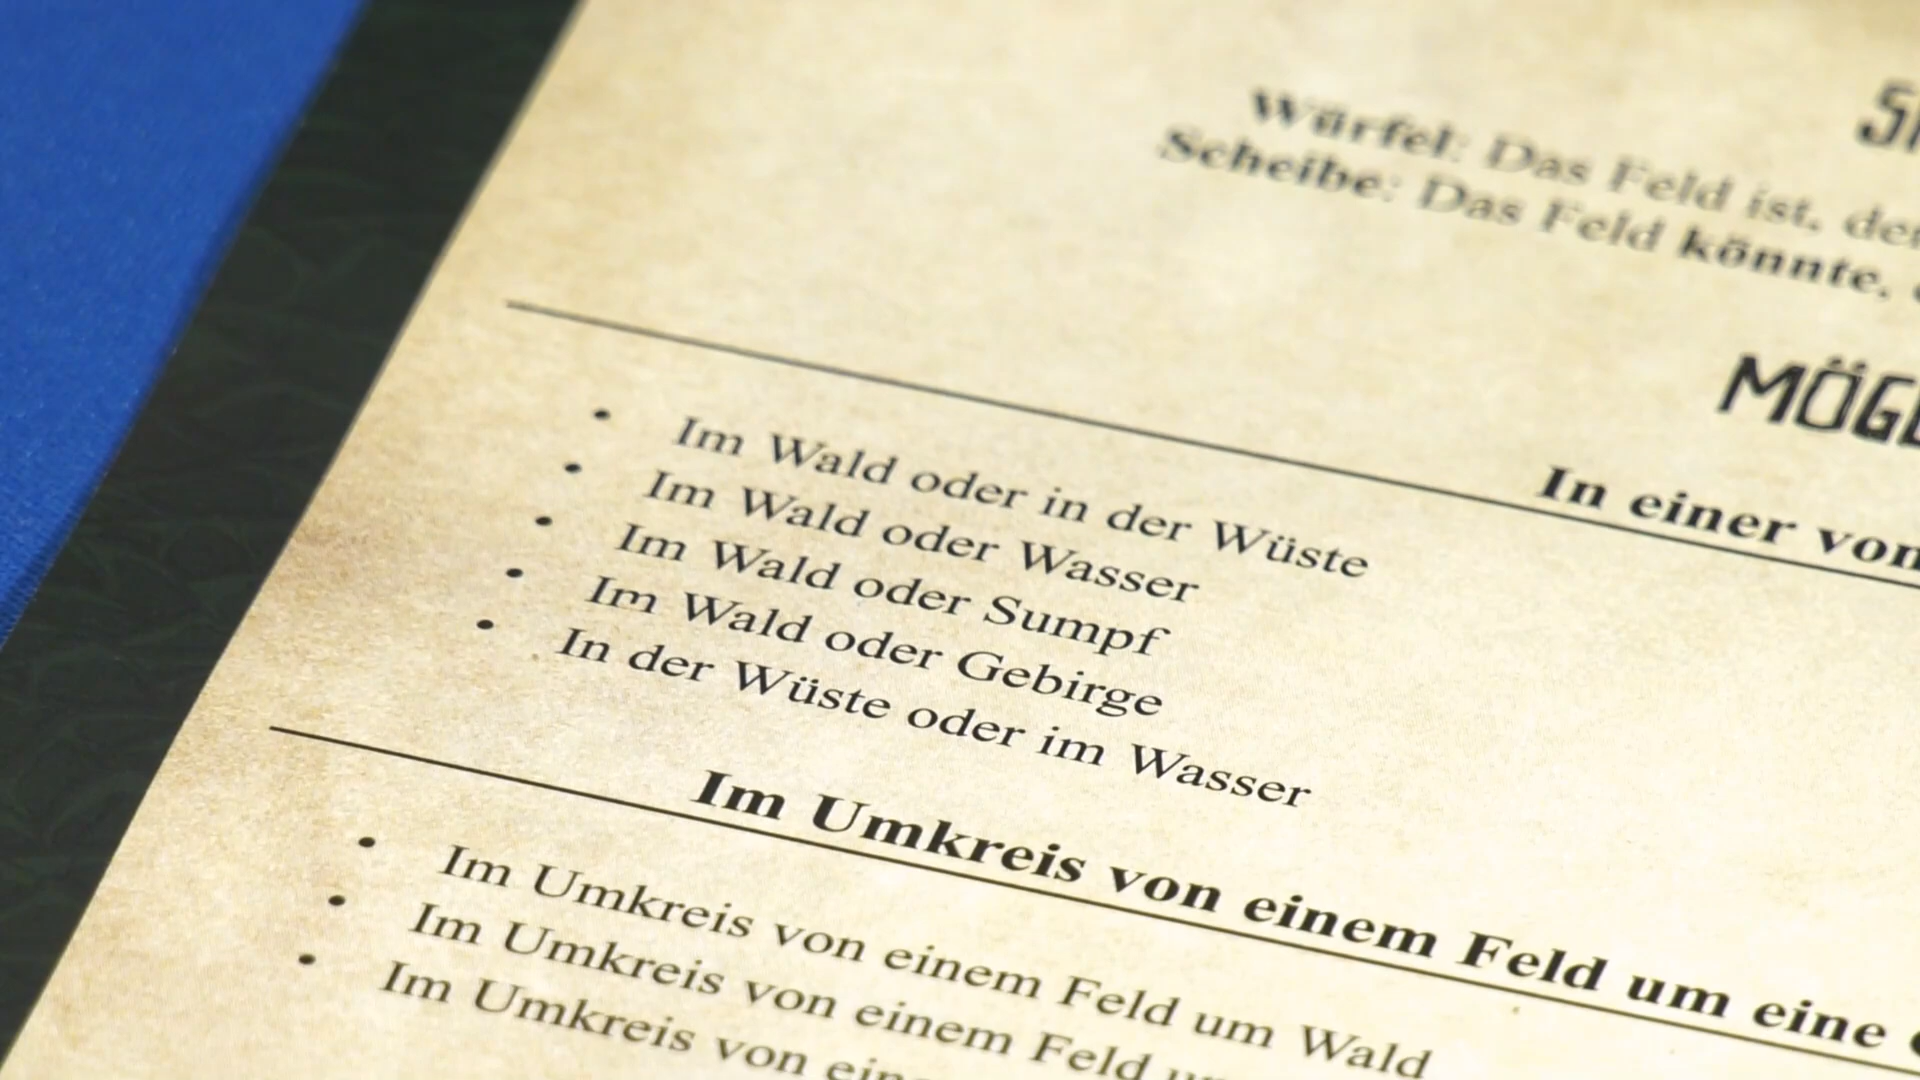 Würfel: Das Feld ist, der
Scheibe: Das Feld könnte,
MÖGL
In einer von
• Im Wald oder in der Wüste
• Im Wald oder Wasser
• Im Wald oder Sumpf
• Im Wald oder Gebirge
• In der Wüste oder im Wasser
Im Umkreis von einem Feld um eine
• Im Umkreis von einem Feld um Wald
• Im Umkreis von einem Feld
• Im Umkreis von